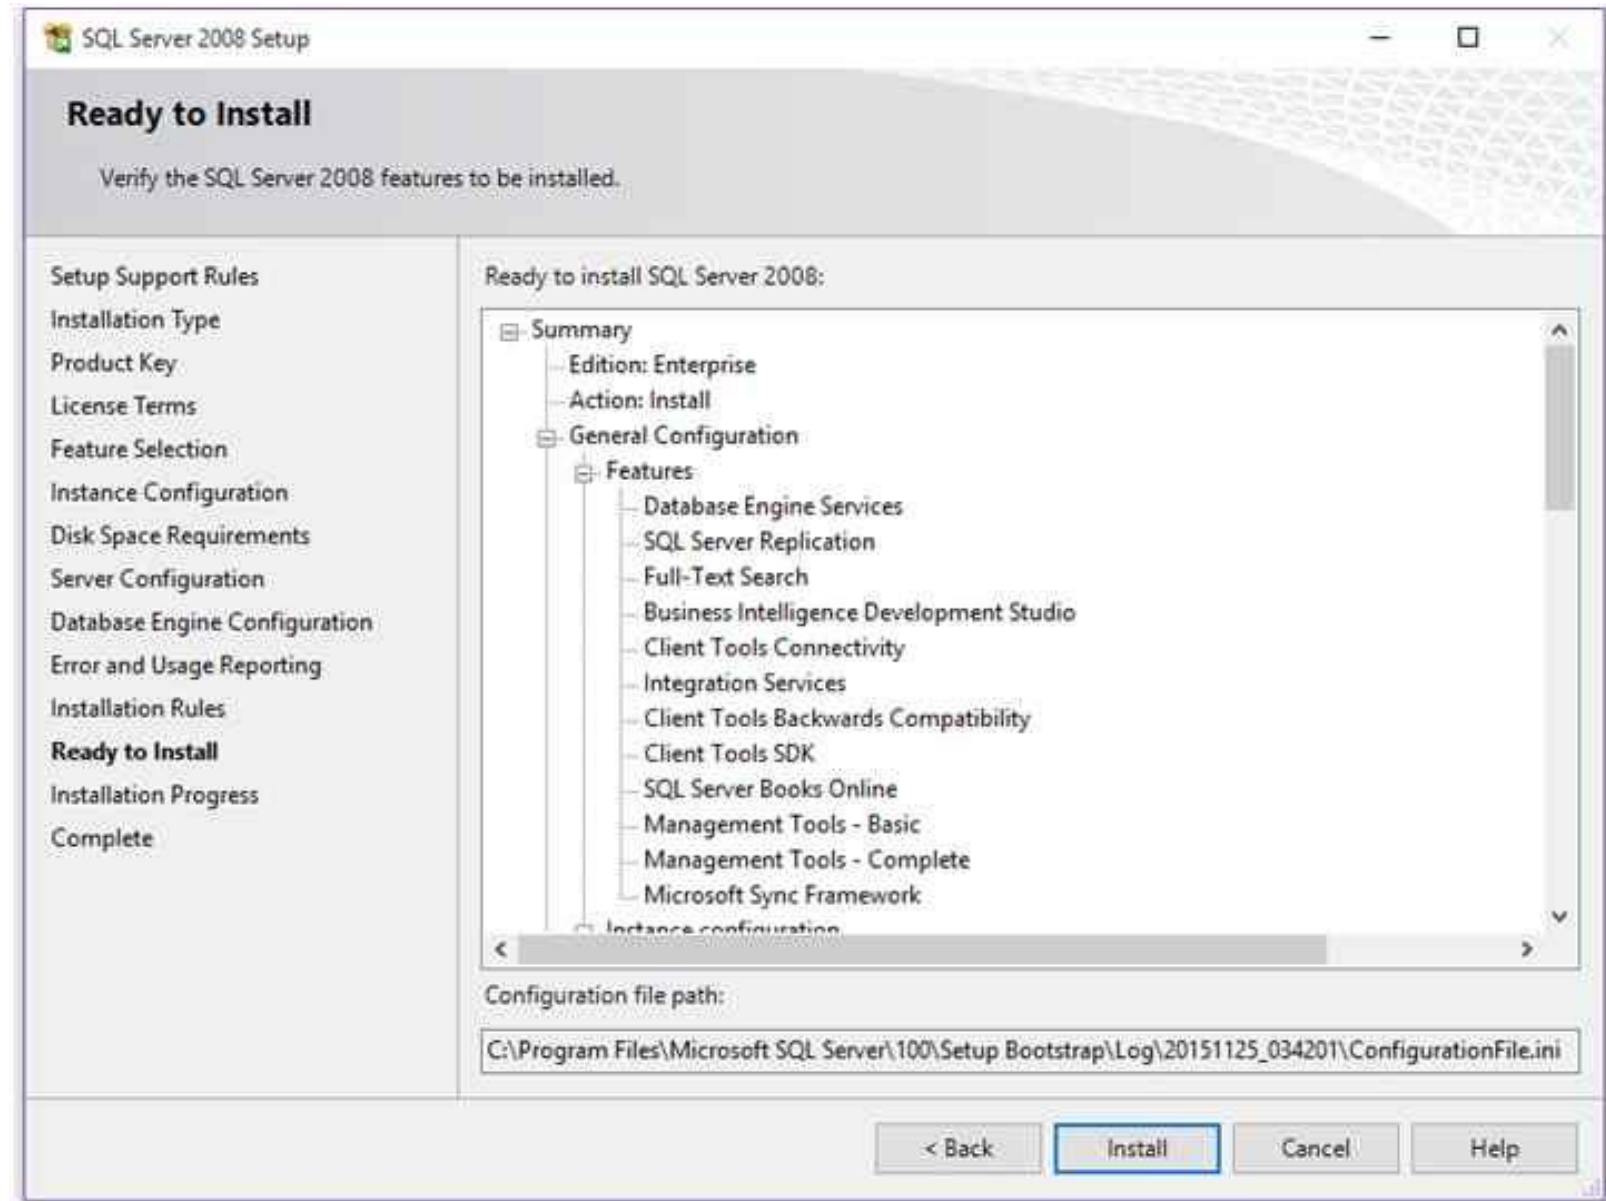 SQL Server 2008 Setup
Ready to Install
Verify the SQL Server 2008 features to be installed.
Setup Support Rules
Installation Type
Product Key
License Terms
Feature Selection
Instance Configuration
Disk Space Requirements
Server Configuration
Database Engine Configuration
Error and Usage Reporting
Installation Rules
Ready to Install
Installation Progress
Complete
Ready to install SQL Server 2008:
Summary
Edition: Enterprise
Action: Install
General Configuration
Features
Database Engine Services
SQL Server Replication
Full-Text Search
Business Intelligence Development Studio
Client Tools Connectivity
Integration Services
Client Tools Backwards Compatibility
Client Tools SDK
SQL Server Books Online
Management Tools - Basic
Management Tools - Complete
Microsoft Sync Framework
Instance configuration
Configuration file path:
C:\Program Files\Microsoft SQL Server\100\Setup Bootstrap\Log\20151125_034201\ConfigurationFile.ini
< Back
Install
Cancel
Help